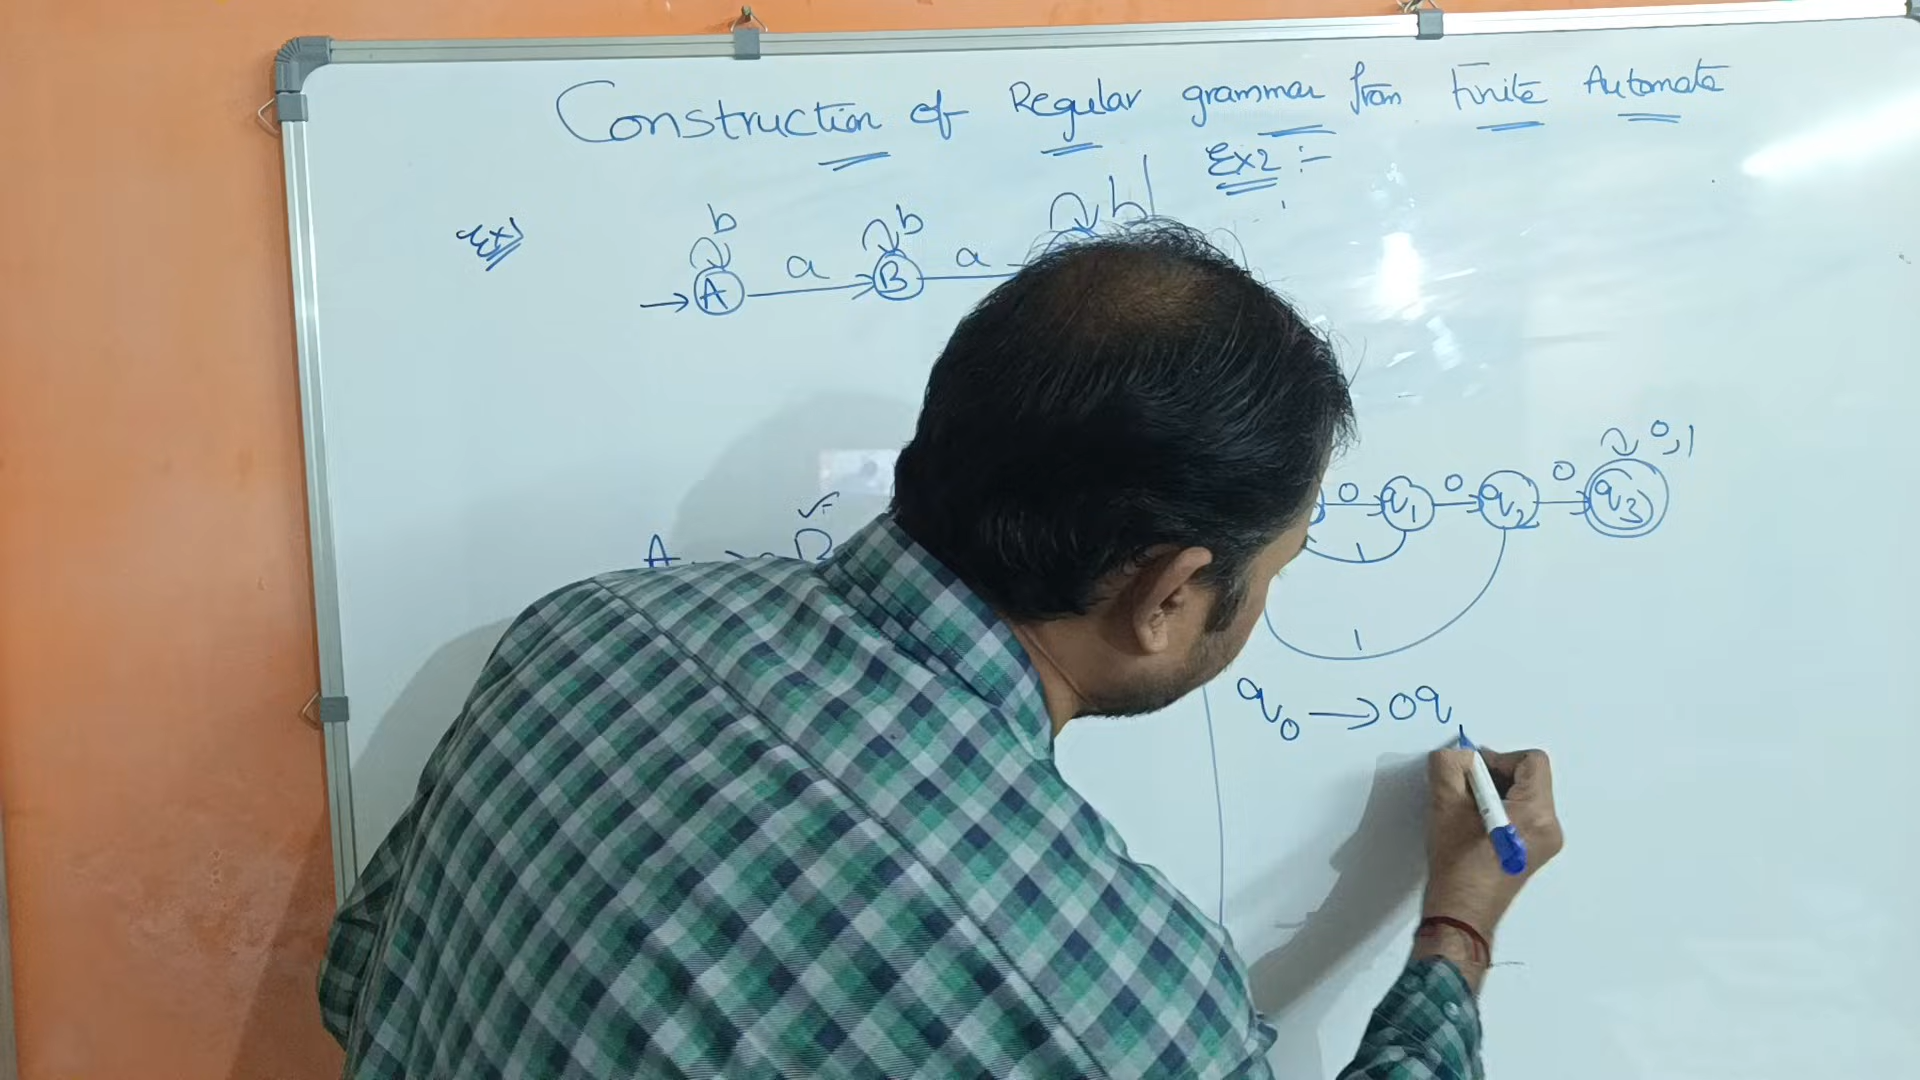 Construction of Regular grammar from Finite Automata
Ex2 :-
Ex1
b b b
A a B a
0,1
0 q1 0 q2 0 q3
1
1
A → B
q0 → 0q1